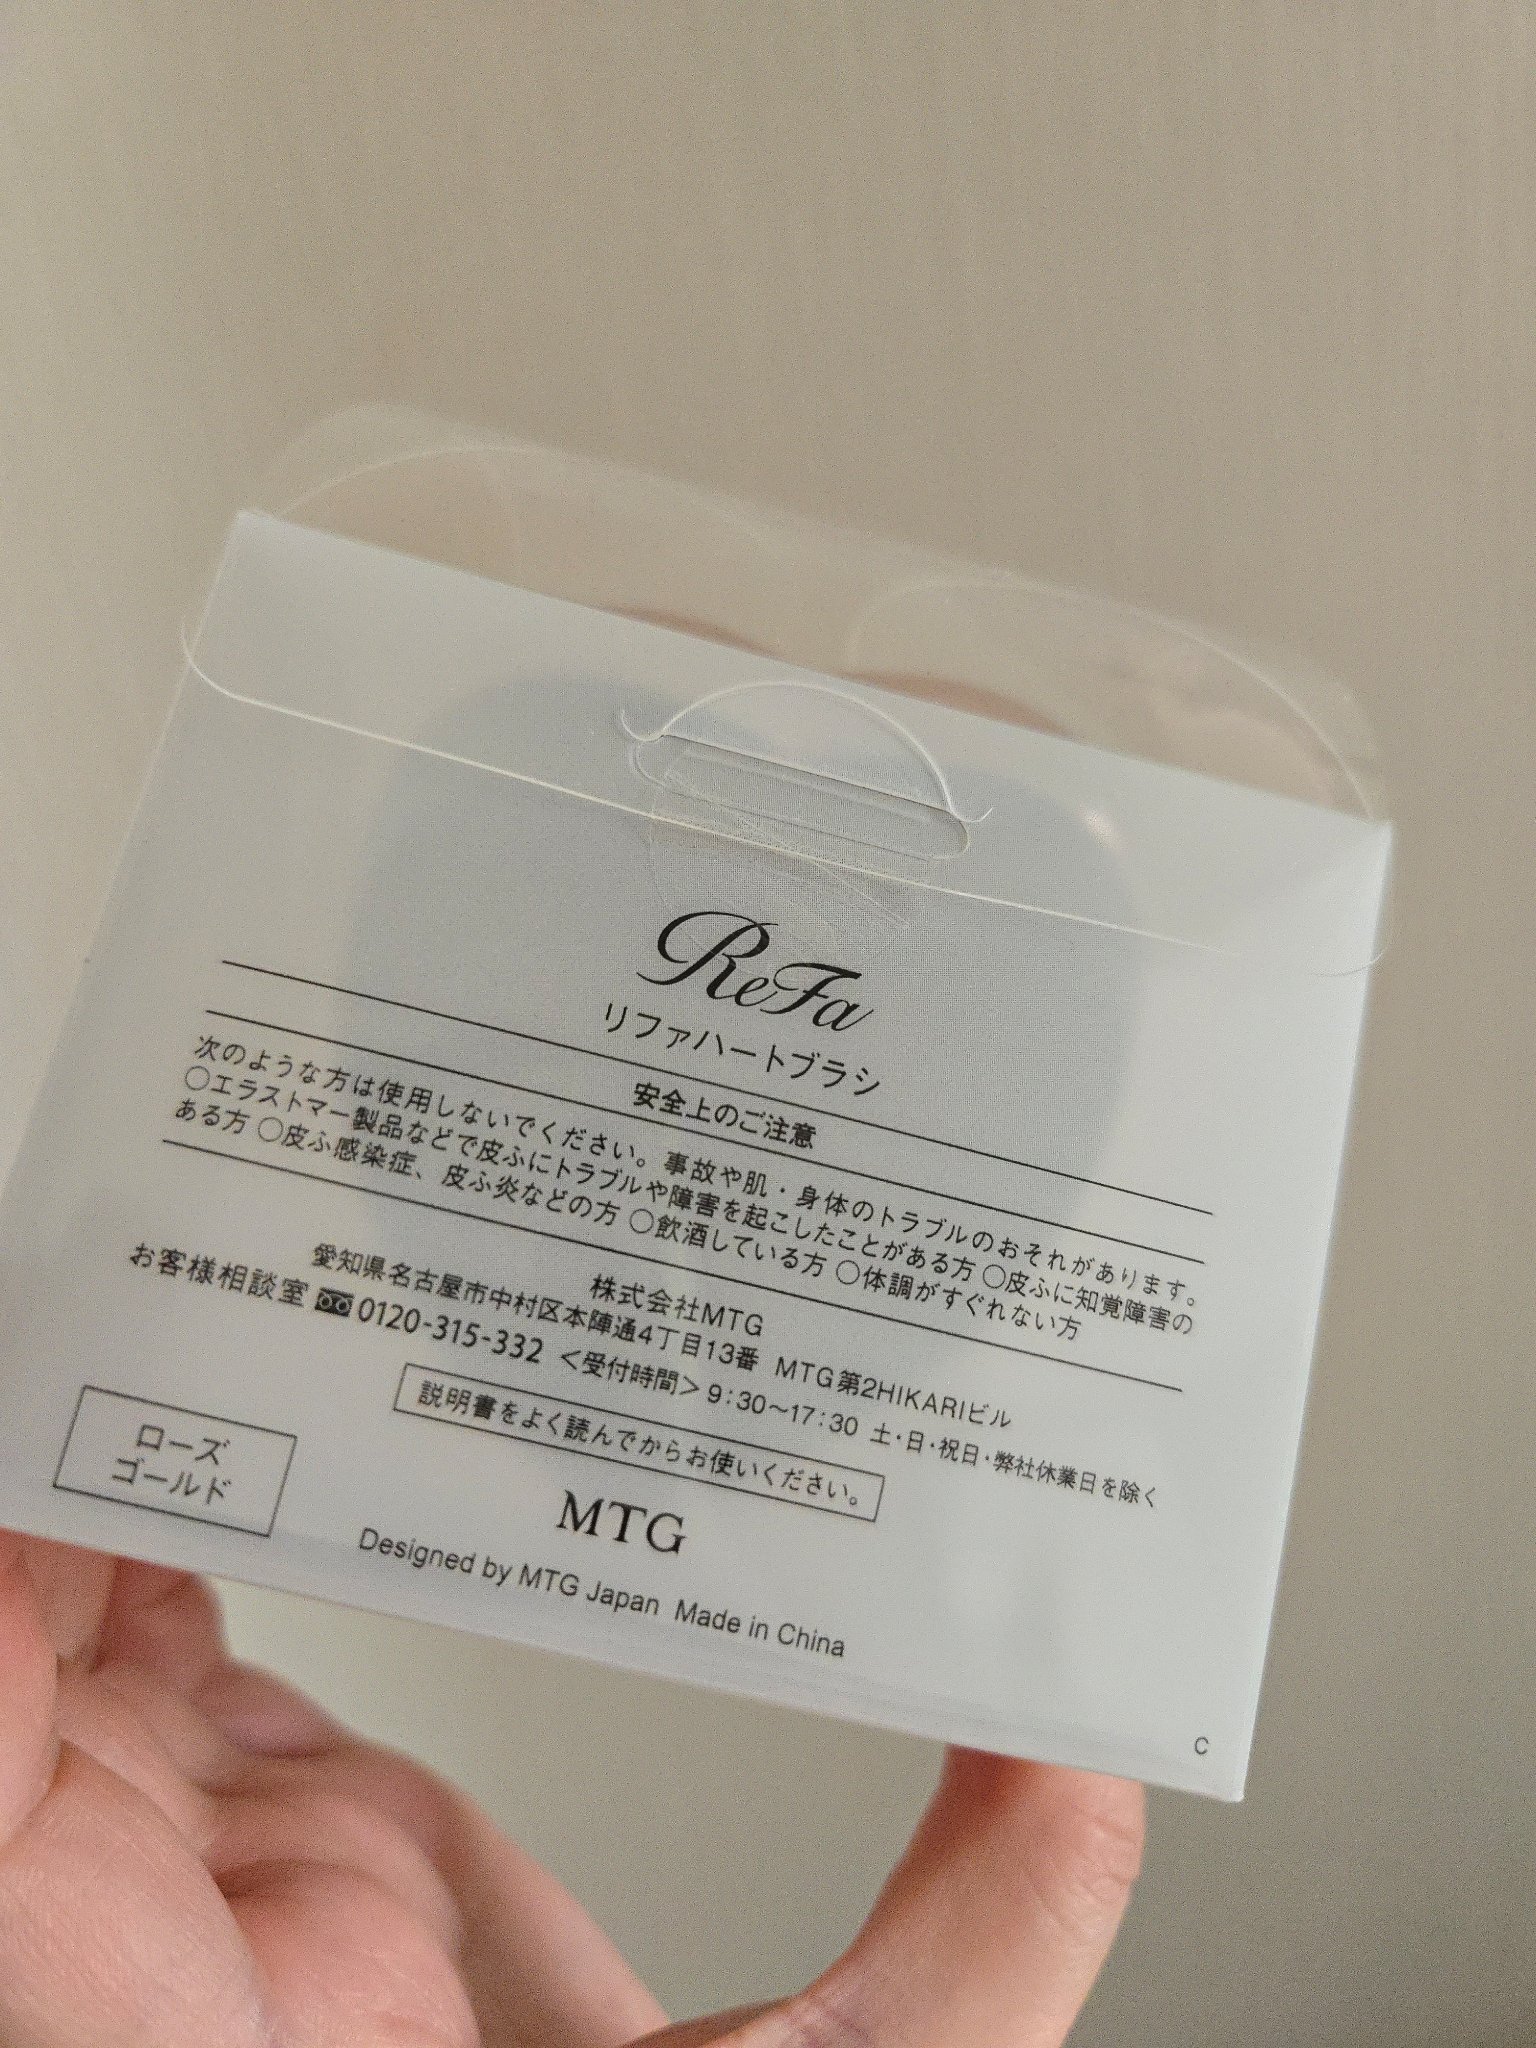 ReFa
リファハートブラシ
安全上のご注意
次のような方は使用しないでください。事故や肌・身体のトラブルのおそれがあります。
○エラストマー製品などで皮ふにトラブルや障害を起こしたことがある方 ○皮ふに知覚障害の
ある方 ○皮ふ感染症、皮ふ炎などの方 ○飲酒している方 ○体調がすぐれない方
株式会社MTG
愛知県名古屋市中村区本陣通4丁目13番 MTG第2HIKARIビル
お客様相談室 0120-315-332 <受付時間> 9:30〜17:30 土・日・祝日・弊社休業日を除く
説明書をよく読んでからお使いください。
ローズ
ゴールド
MTG
Designed by MTG Japan Made in China
C